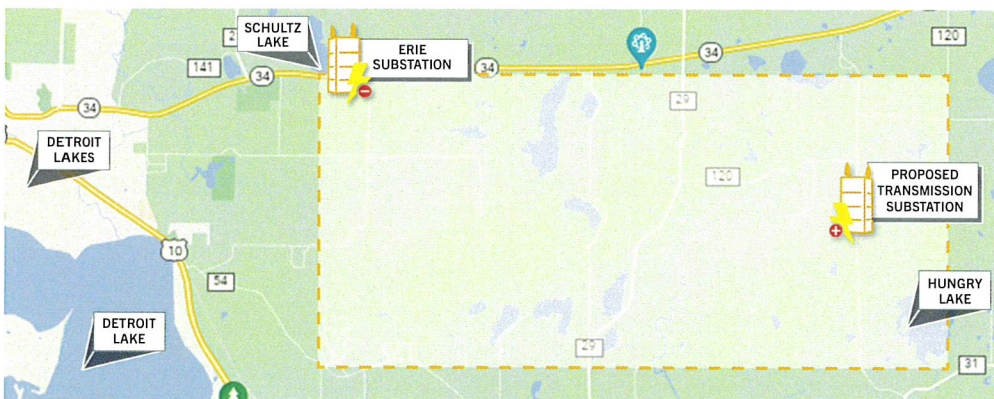 SCHULTZ
LAKE
ERIE
SUBSTATION
120
34
34
141
34
29
34
DETROIT
LAKES
120
PROPOSED
TRANSMISSION
SUBSTATION
10
54
HUNGRY
LAKE
DETROIT
LAKE
29
31